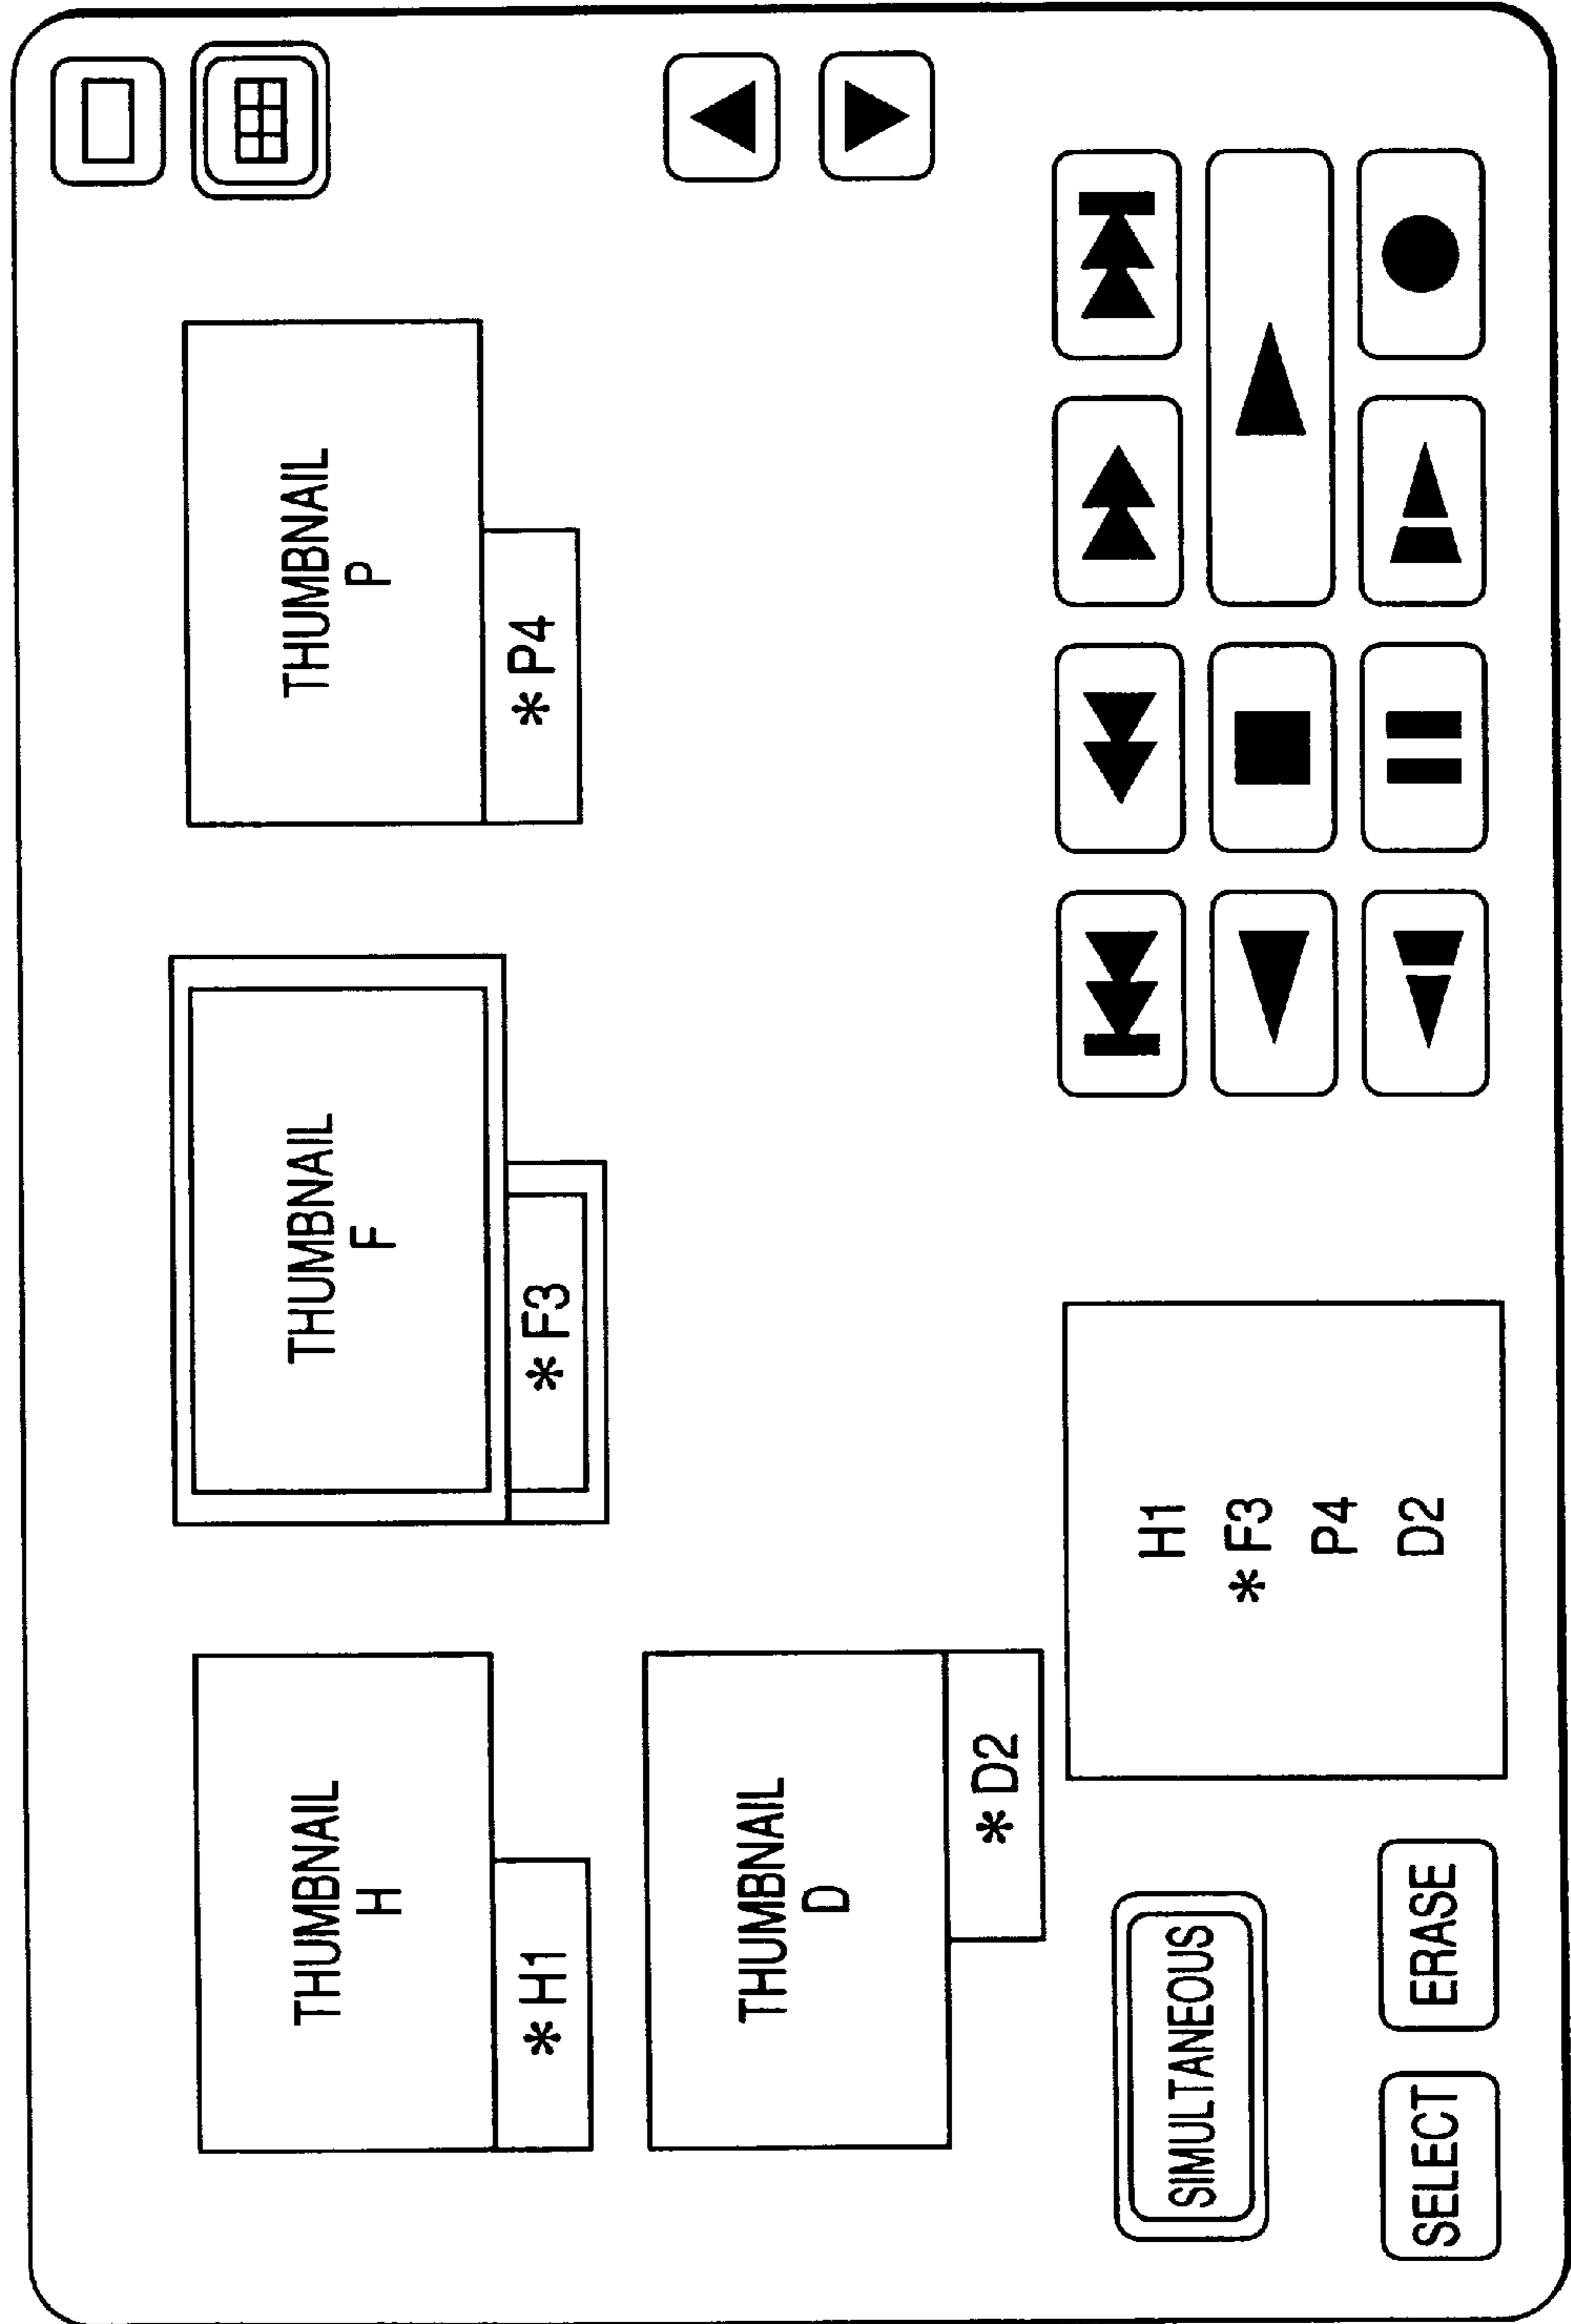 THUMBNAIL
H
*H1
THUMBNAIL
F
*F3
THUMBNAIL
P
*P4
THUMBNAIL
D
*D2
SIMULTANEOUS
SELECT
ERASE
H1
*F3
P4
D2